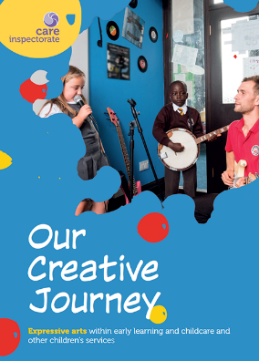 care
inspectorate
Our
Creative
Journey
Expressive arts within early learning and childcare and
other children's services